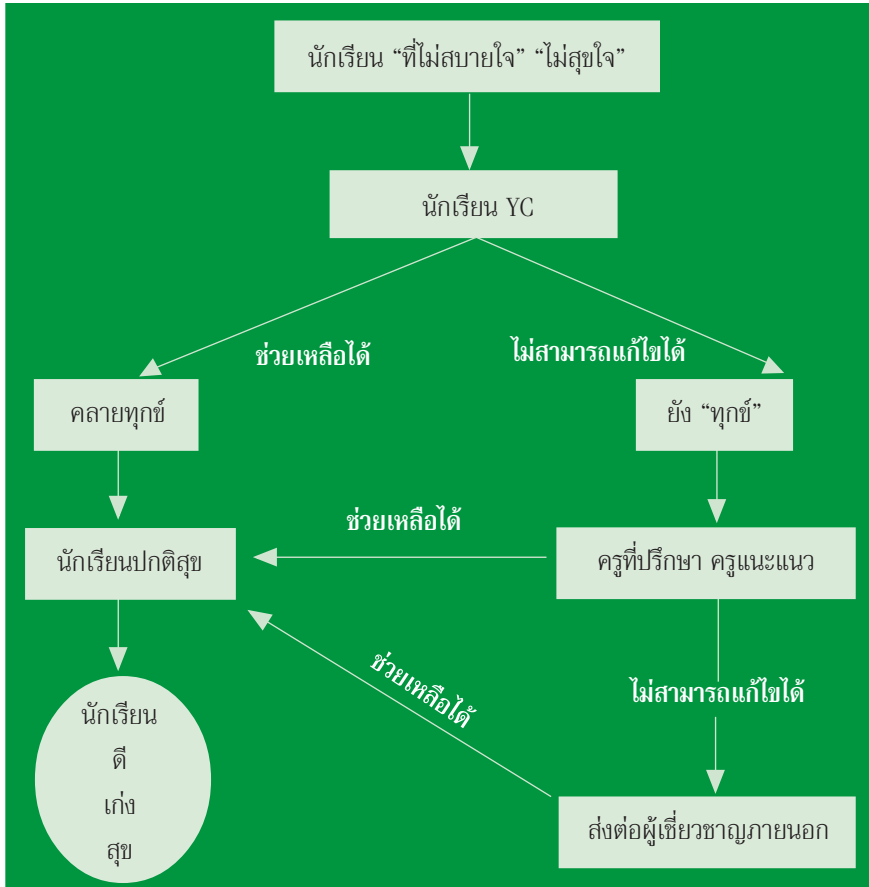 นักเรียน “ที่ไม่สบายใจ” “ไม่สุขใจ”
นักเรียน YC
ช่วยเหลือได้
ไม่สามารถแก้ไขได้
คลายทุกข์
ยัง “ทุกข์”
ช่วยเหลือได้
นักเรียนปกติสุข
ครูที่ปรึกษา ครูแนะแนว
ช่วยเหลือได้
ไม่สามารถแก้ไขได้
นักเรียน
ดี
เก่ง
สุข
ส่งต่อผู้เชี่ยวชาญภายนอก